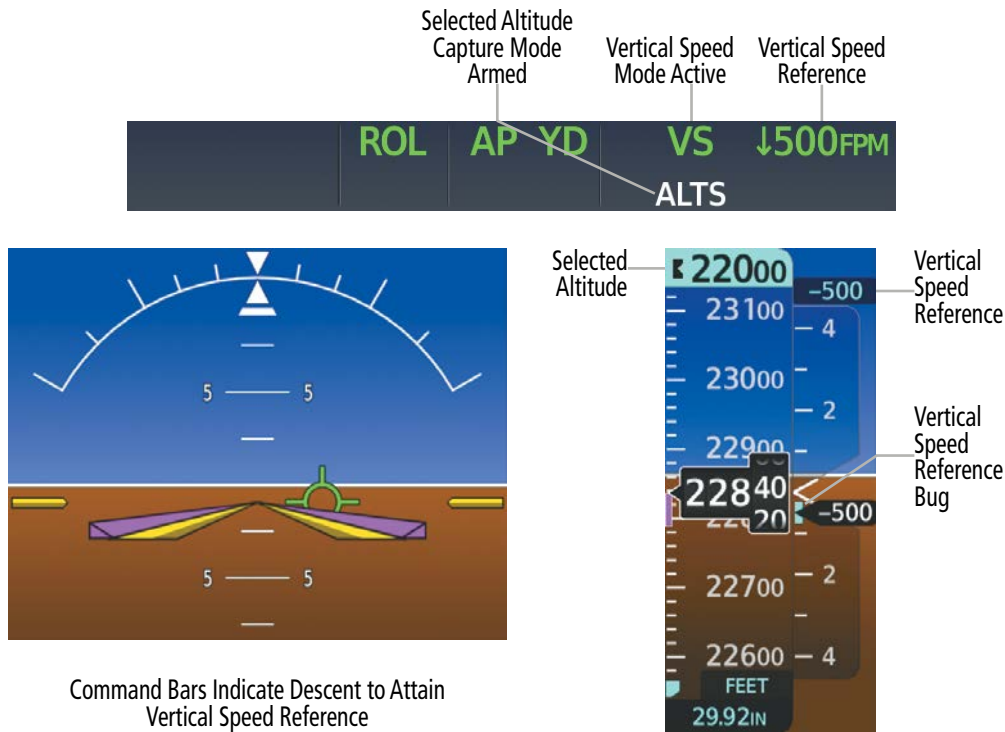 Selected Altitude
Capture Mode
Armed
Vertical Speed
Mode Active
Vertical Speed
Reference
ROL AP YD VS ↓500FPM
ALTS
5 5
5 5
Selected
Altitude
22000
-500
23100
4
23000
2
22900
228 40
20
-500
22700
2
22600
4
FEET
29.92IN
Vertical
Speed
Reference
Vertical
Speed
Reference
Bug
Command Bars Indicate Descent to Attain
Vertical Speed Reference